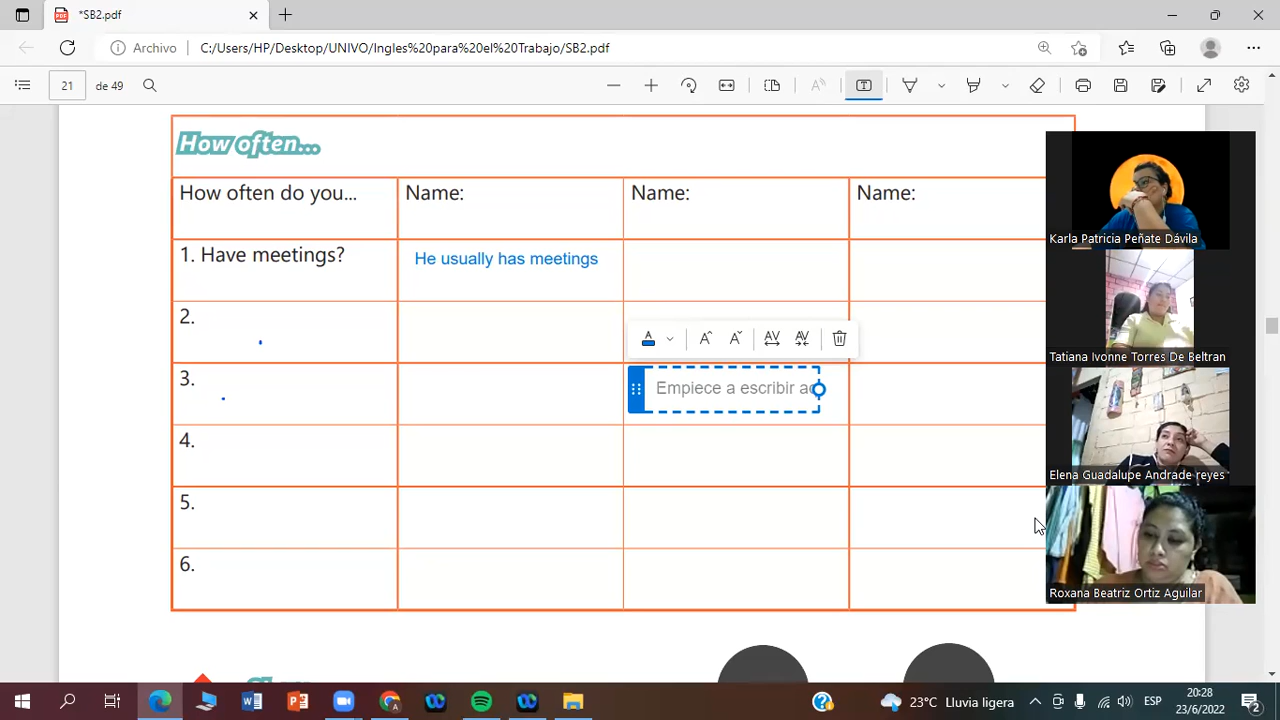 *SB2.pdf
Archivo
C:/Users/HP/Desktop/UNIVO/Ingles%20para%20el%20Trabajo/SB2.pdf
21
de 49
How often...
How often do you...
Name:
Name:
Name:
1. Have meetings?
He usually has meetings
2.
3.
Empiece a escribir
4.
5.
6.
Karla Patricia Peñate Dávila
Tatiana Ivonne Torres De Beltran
Elena Guadalupe Andrade reyes
Roxana Beatriz Ortiz Aguilar
23°C Lluvia ligera
ESP
20:28
23/6/2022
2